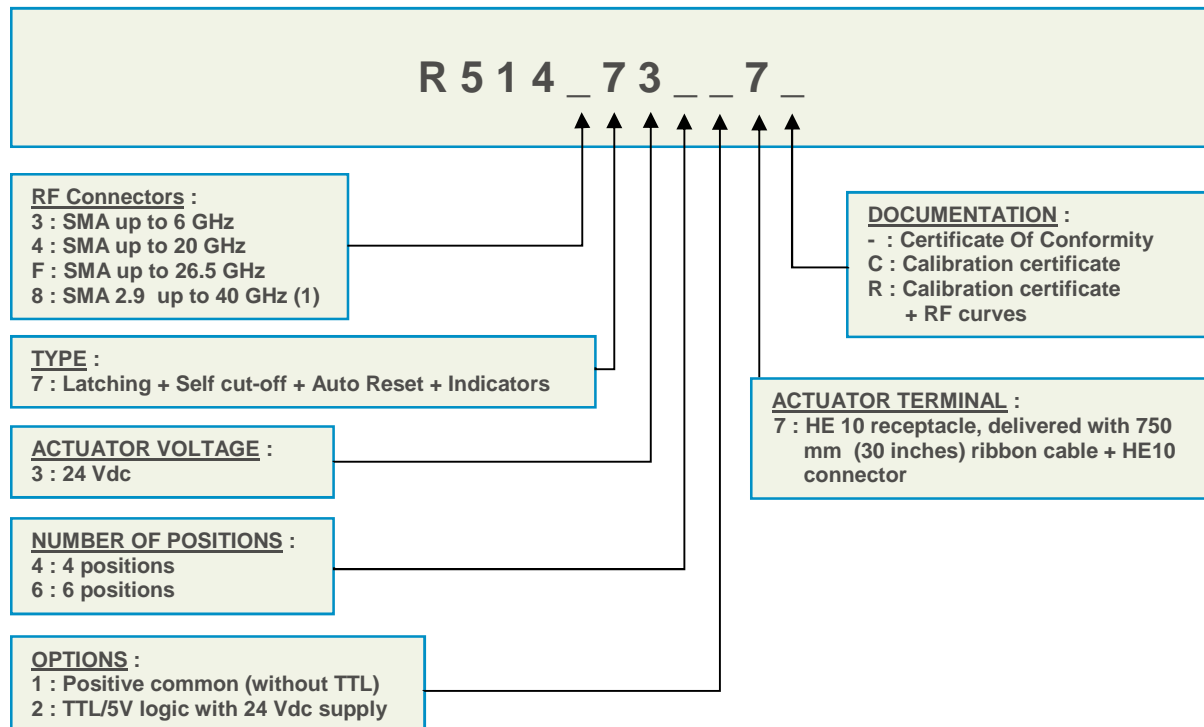 R 5 1 4 _ 7 3 _ _ 7 _
RF Connectors :
3 : SMA up to 6 GHz
4 : SMA up to 20 GHz
F : SMA up to 26.5 GHz
8 : SMA 2.9 up to 40 GHz (1)
TYPE :
7 : Latching + Self cut-off + Auto Reset + Indicators
ACTUATOR VOLTAGE :
3 : 24 Vdc
NUMBER OF POSITIONS :
4 : 4 positions
6 : 6 positions
OPTIONS :
1 : Positive common (without TTL)
2 : TTL/5V logic with 24 Vdc supply
DOCUMENTATION :
- : Certificate Of Conformity
C : Calibration certificate
R : Calibration certificate
+ RF curves
ACTUATOR TERMINAL :
7 : HE 10 receptacle, delivered with 750
mm (30 inches) ribbon cable + HE10
connector